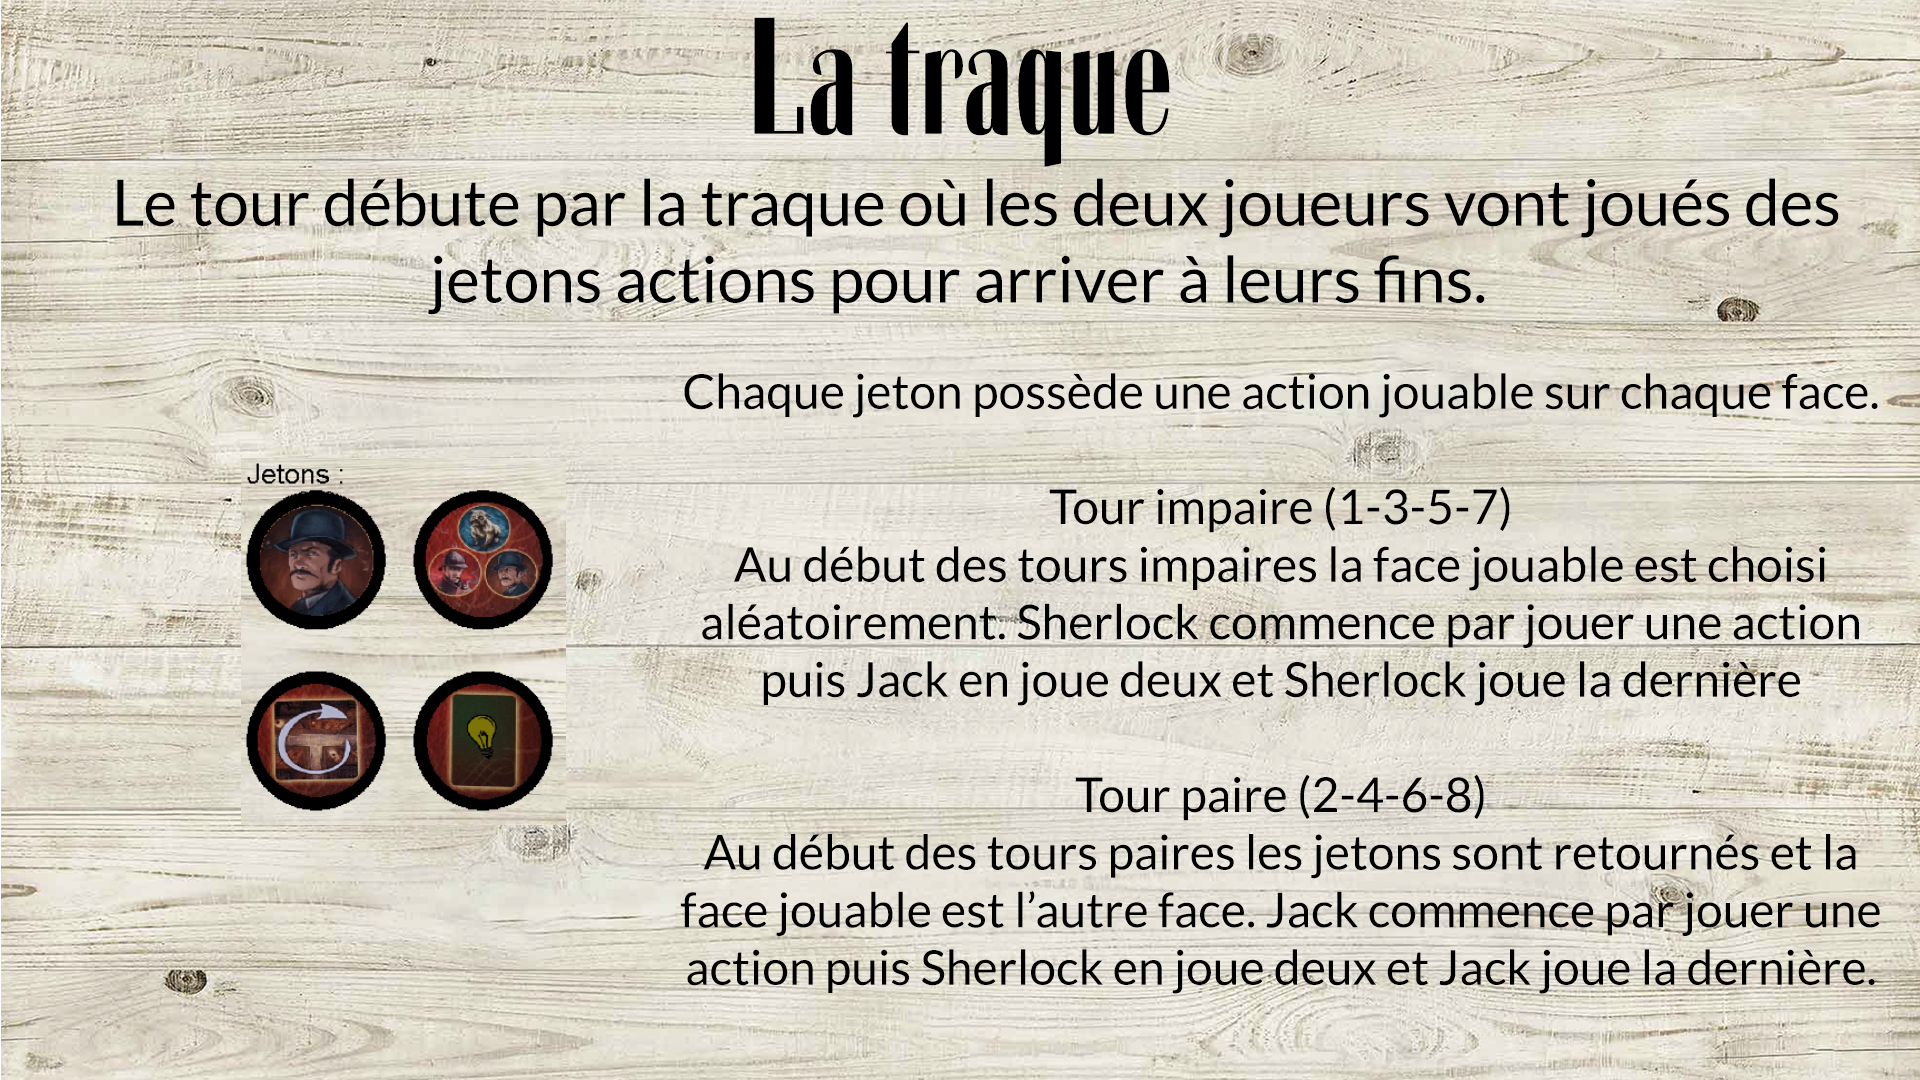 La traque
Le tour débute par la traque où les deux joueurs vont joués des
jetons actions pour arriver à leurs fins.
Chaque jeton possède une action jouable sur chaque face.
Jetons :
Tour impaire (1-3-5-7)
Au début des tours impaires la face jouable est choisi
aléatoirement. Sherlock commence par jouer une action
puis Jack en joue deux et Sherlock joue la dernière
Tour paire (2-4-6-8)
Au début des tours paires les jetons sont retournés et la
face jouable est l’autre face. Jack commence par jouer une
action puis Sherlock en joue deux et Jack joue la dernière.